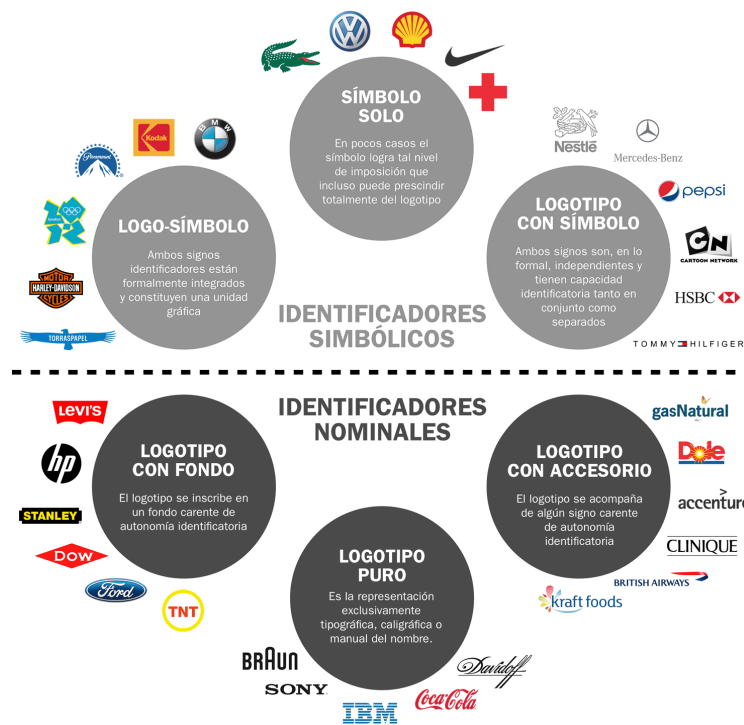 SÍMBOLO
SOLO
En pocos casos el
símbolo logra tal nivel
de imposición que
incluso puede prescindir
totalmente del logotipo
Paramount
Kodak
BMW
London
HARLEY-DAVIDSON
MOTOR
CYCLES
TORRASPAPEL
LOGO-SÍMBOLO
Ambos signos
identificadores están
formalmente integrados
y constituyen una unidad
gráfica
Nestlé
Mercedes-Benz
pepsi
CN
CARTOON NETWORK
HSBC
TOMMY HILFIGER
LOGOTIPO
CON SÍMBOLO
Ambos signos son, en lo
formal, independientes y
tienen capacidad
identificatoria tanto en
conjunto como
separados
IDENTIFICADORES
SIMBÓLICOS
IDENTIFICADORES
NOMINALES
LEVI'S
hp
STANLEY
DOW
Ford
TNT
LOGOTIPO
CON FONDO
El logotipo se inscribe en
un fondo carente de
autonomía identificatoria
LOGOTIPO
CON ACCESORIO
El logotipo se acompaña
de algún signo carente
de autonomía
identificatoria
gasNatural
Dole
accenture
CLINIQUE
BRITISH AIRWAYS
kraft foods
LOGOTIPO
PURO
Es la representación
exclusivamente
tipográfica, caligráfica o
manual del nombre.
BRAUN
SONY
IBM
Coca-Cola
Davidoff